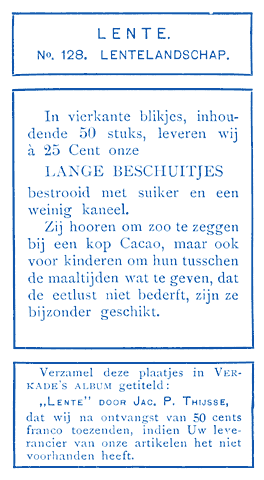 LENTE.
No. 128. LENTELANDSCHAP.
In vierkante blikjes, inhou-
dende 50 stuks, leveren wij
à 25 Cent onze
LANGE BESCHUITJES
bestrooid met suiker en een
weinig kaneel.
Zij hooren om zoo te zeggen
bij een kop Cacao, maar ook
voor kinderen om hun tusschen
de maaltijden wat te geven, dat
de eetlust niet bederft, zijn ze
bijzonder geschikt.
Verzamel deze plaatjes in VER-
KADE'S ALBUM getiteld:
„LENTE" DOOR JAC. P. THIJSSE,
dat wij na ontvangst van 50 cents
franco toezenden, indien Uw leve-
rancier van onze artikelen het niet
voorhanden heeft.